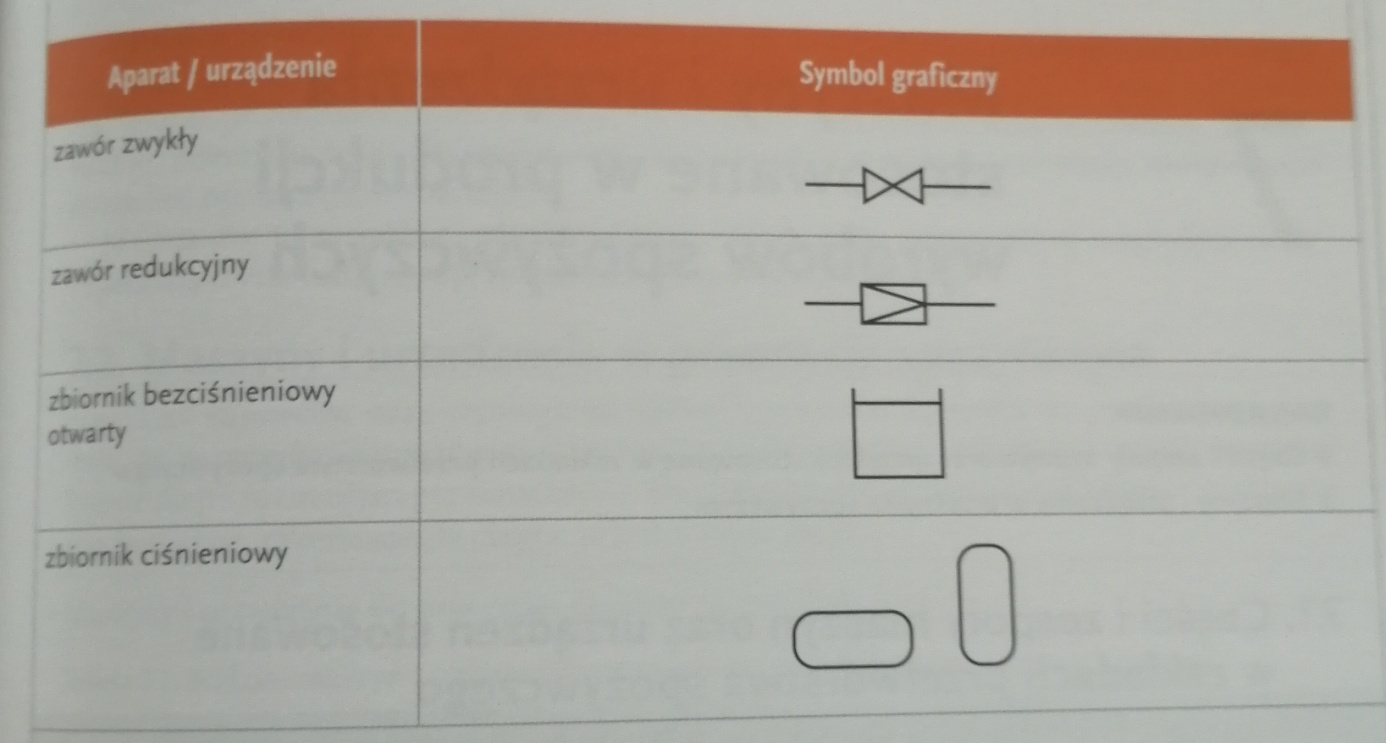 Aparat / urządzenie
Symbol graficzny
zawór zwykły
zawór redukcyjny
zbiornik bezciśnieniowy
otwarty
zbiornik ciśnieniowy